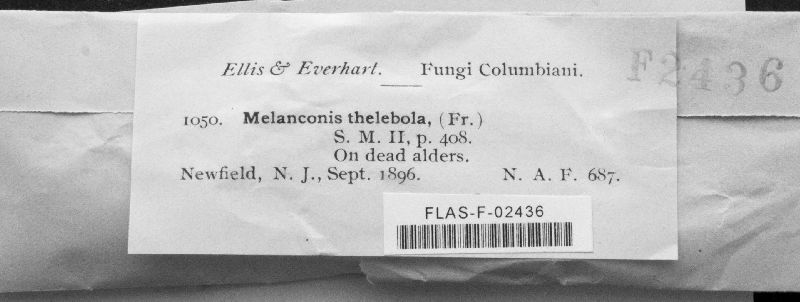 Ellis & Everhart. Fungi Columbiani.
F2436
1050. Melanconis thelebola, (Fr.)
S. M. II, p. 408.
On dead alders.
Newfield, N. J., Sept. 1896. N. A. F. 687.
FLAS-F-02436